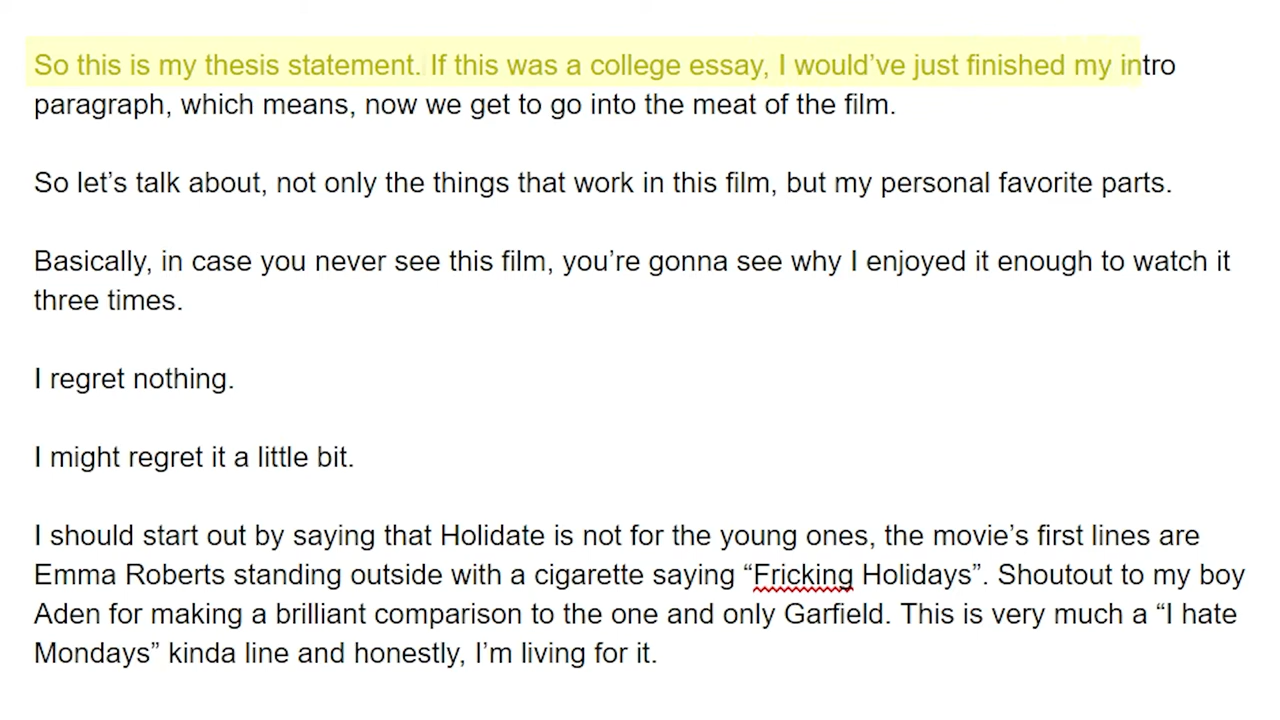 So this is my thesis statement. If this was a college essay, I would’ve just finished my intro
paragraph, which means, now we get to go into the meat of the film.
So let’s talk about, not only the things that work in this film, but my personal favorite parts.
Basically, in case you never see this film, you’re gonna see why I enjoyed it enough to watch it
three times.
I regret nothing.
I might regret it a little bit.
I should start out by saying that Holidate is not for the young ones, the movie’s first lines are
Emma Roberts standing outside with a cigarette saying “Fricking Holidays”. Shoutout to my boy
Aden for making a brilliant comparison to the one and only Garfield. This is very much a “I hate
Mondays” kinda line and honestly, I’m living for it.